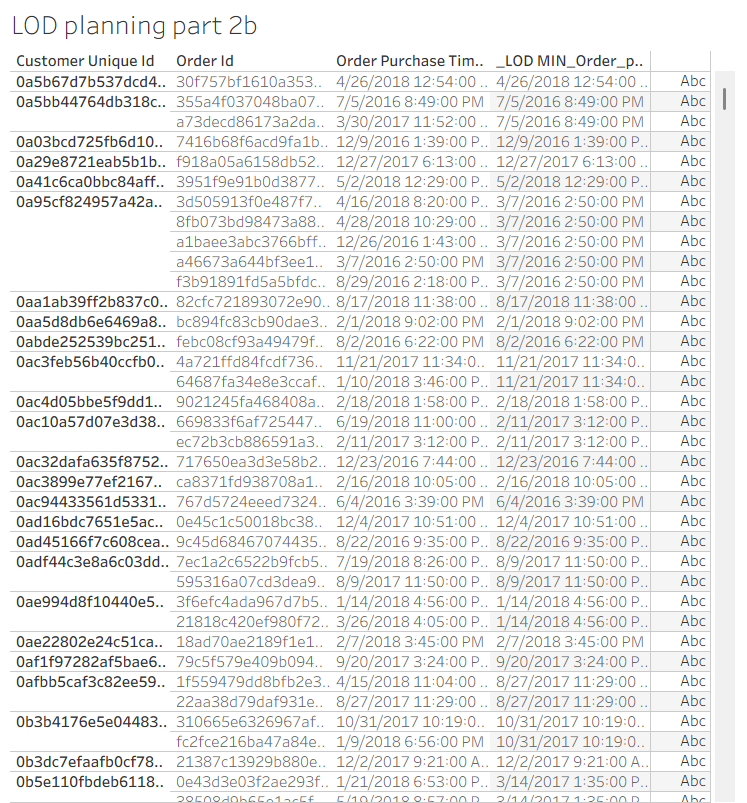 LOD planning part 2b
Customer Unique Id Order Id Order Purchase Tim.. _LOD MIN_Order_p..
0a5b67d7b537dcd4.. 30f757bf1610a353.. 4/26/2018 12:54:00 .. 4/26/2018 12:54:00 .. Abc
0a5bb44764db318c.. 355a4f037048ba07.. 7/5/2016 8:49:00 PM 7/5/2016 8:49:00 PM Abc
a73decd86173a2da.. 3/30/2017 11:52:00 .. 7/5/2016 8:49:00 PM Abc
0a03bcd725fb6d10.. 7416b68f6acd9fa1b.. 12/9/2016 1:39:00 P.. 12/9/2016 1:39:00 P.. Abc
0a29e8721eab5b1b.. f918a05a6158db52.. 12/27/2017 6:13:00 .. 12/27/2017 6:13:00 .. Abc
0a41c6ca0bbc84aff.. 3951f9e91b0d3877.. 5/2/2018 12:29:00 P.. 5/2/2018 12:29:00 P.. Abc
0a95cf824957a42a.. 3d505913f0e487f7.. 4/16/2018 8:20:00 P.. 3/7/2016 2:50:00 PM Abc
8fb073bd98473a88.. 4/28/2018 10:29:00 .. 3/7/2016 2:50:00 PM Abc
a1baee3abc3766bff.. 12/26/2016 1:43:00 .. 3/7/2016 2:50:00 PM Abc
a46673a644bf3ee1.. 3/7/2016 2:50:00 PM 3/7/2016 2:50:00 PM Abc
f3b91891fd5a5bfdc.. 8/29/2016 2:18:00 P.. 3/7/2016 2:50:00 PM Abc
0aa1ab39ff2b837c0.. 82cfc721893072e90.. 8/17/2018 11:38:00 .. 8/17/2018 11:38:00 .. Abc
0aa5d8db6e6469a8.. bc894fc83cb90dae3.. 2/1/2018 9:02:00 PM 2/1/2018 9:02:00 PM Abc
0abde252539bc251.. febc08cf93a49479f.. 8/2/2016 6:22:00 PM 8/2/2016 6:22:00 PM Abc
0ac3feb56b40ccfb0.. 4a721ffd84fcdf736.. 11/21/2017 11:34:0.. 11/21/2017 11:34:0.. Abc
64687fa34e8e3ccaf.. 1/10/2018 3:46:00 P.. 11/21/2017 11:34:0.. Abc
0ac4d05bbe5f9dd1.. 9021245fa468408a.. 2/18/2018 1:58:00 P.. 2/18/2018 1:58:00 P.. Abc
0ac10a57d07e3d38.. 669833f6af725447.. 6/19/2018 11:00:00 .. 2/11/2017 3:12:00 P.. Abc
ec72b3cb886591a3.. 2/11/2017 3:12:00 P.. 2/11/2017 3:12:00 P.. Abc
0ac32dafa635f8752.. 717650ea3d3e58b2.. 12/23/2016 7:44:00 .. 12/23/2016 7:44:00 .. Abc
0ac3899e77ef2167.. ca8371fd938708a1.. 2/16/2018 10:05:00 .. 2/16/2018 10:05:00 .. Abc
0ac94433561d5331.. 767d5724eeed7324.. 6/4/2016 3:39:00 PM 6/4/2016 3:39:00 PM Abc
0ad16bdc7651e5ac.. 0e45c1c50018bc38.. 12/4/2017 10:51:00 .. 12/4/2017 10:51:00 .. Abc
0ad45166f7c608cea.. 9c45d68467074435.. 8/22/2016 9:35:00 P.. 8/22/2016 9:35:00 P.. Abc
0adf44c3e8a6c03dd.. 7ec1a2c6522b9fcb5.. 7/19/2018 8:26:00 P.. 8/9/2017 11:50:00 P.. Abc
595316a07cd3dea9.. 8/9/2017 11:50:00 P.. 8/9/2017 11:50:00 P.. Abc
0ae994d8f10440e5.. 3f6efc4ada967d7b5.. 1/14/2018 4:56:00 P.. 1/14/2018 4:56:00 P.. Abc
21818c420ef980f72.. 3/26/2018 4:05:00 P.. 1/14/2018 4:56:00 P.. Abc
0ae22802e24c51ca.. 18ad70ae2189f1e1.. 2/7/2018 3:45:00 PM 2/7/2018 3:45:00 PM Abc
0af1f97282af5bae6.. 79c5f579e409b094.. 9/20/2017 3:24:00 P.. 9/20/2017 3:24:00 P.. Abc
0afbb5caf3c82ee59.. 1f559479dd8bfb2e3.. 4/15/2018 11:04:00 .. 8/27/2017 11:29:00 .. Abc
22aa38d79daf931e.. 8/27/2017 11:29:00 .. 8/27/2017 11:29:00 .. Abc
0b3b4176e5e04483.. 310665e6326967af.. 10/31/2017 10:19:0.. 10/31/2017 10:19:0.. Abc
fc2fce216ba47a84e.. 1/9/2018 6:56:00 PM 10/31/2017 10:19:0.. Abc
0b3dc7efaafb0cf78.. 21387c13929b880e.. 12/2/2017 9:21:00 A.. 12/2/2017 9:21:00 A.. Abc
0b5e110fbdeb6118.. 0e43d3e03f2ae293f.. 1/21/2018 6:53:00 P.. 3/14/2017 1:35:00 P.. Abc